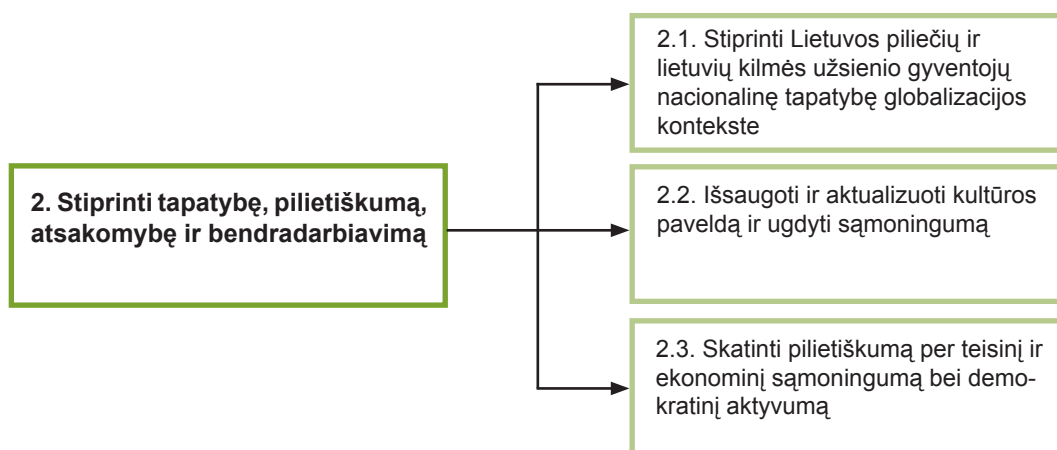 2. Stiprinti tapatybę, pilietiškumą,
atsakomybę ir bendradarbiavimą
2.1. Stiprinti Lietuvos piliečių ir
lietuvių kilmės užsienio gyventojų
nacionalinę tapatybę globalizacijos
kontekste
2.2. Išsaugoti ir aktualizuoti kultūros
paveldą ir ugdyti sąmoningumą
2.3. Skatinti pilietiškumą per teisinį ir
ekonominį sąmoningumą bei demo-
kratinį aktyvumą